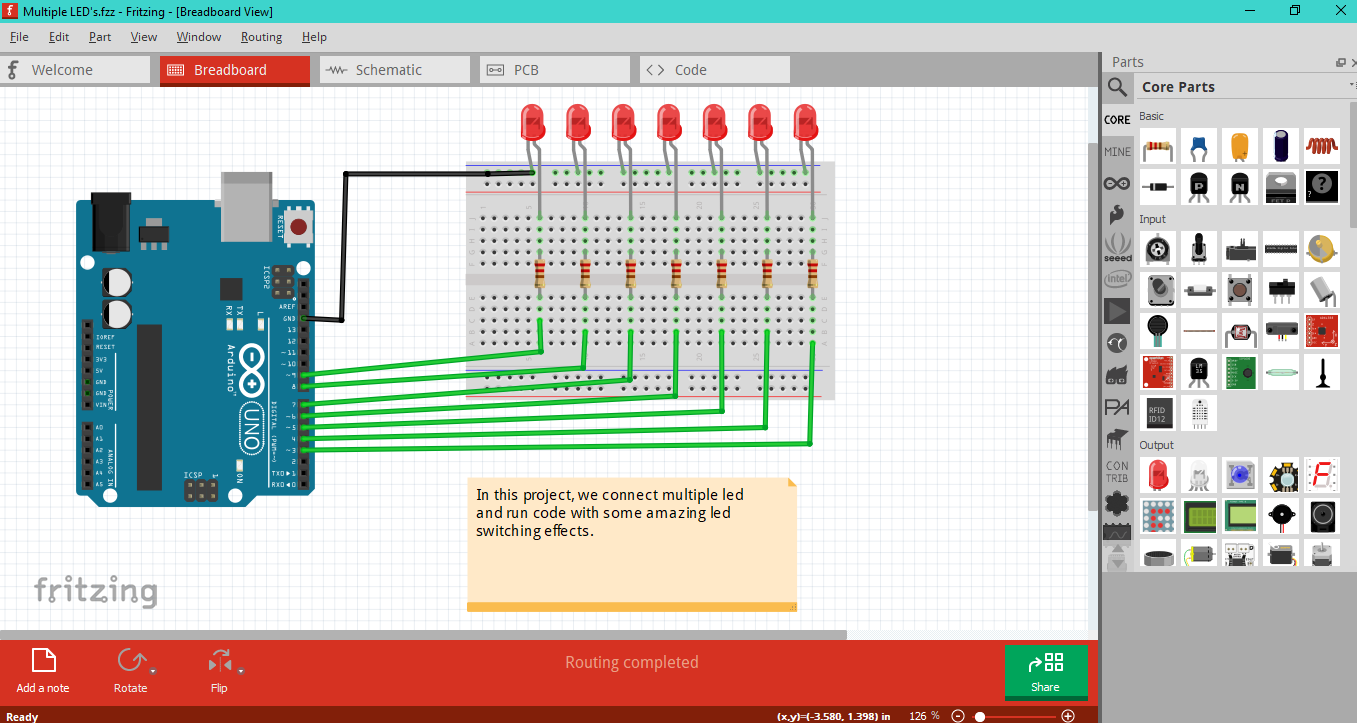 Multiple LED's.fzz - Fritzing - [Breadboard View]
File Edit Part View Window Routing Help
Welcome
Breadboard
Schematic
PCB
Code
Parts
Core Parts
CORE
Basic
MINE
P
N
?
Input
seeed
intel
LM
35
RFID
ID12
PA
Output
CON
TRIB
RESET
ICSP2
AREF
GND
13
12
~11
~10
~9
8
7
~6
~5
4
~3
2
TXD▶1
RXD◀0
RX
TX
L
IOREF
RESET
3V3
5V
GND
GND
VIN
POWER
A0
A1
A2
A3
A4
A5
ANALOG IN
Arduino™
UNO
DIGITAL (PWM=~)
ON
ICSP
1
In this project, we connect multiple led
and run code with some amazing led
switching effects.
fritzing
Add a note
Rotate
Flip
Routing completed
Share
Ready
(x,y)=(-3.580, 1.398) in
126 %